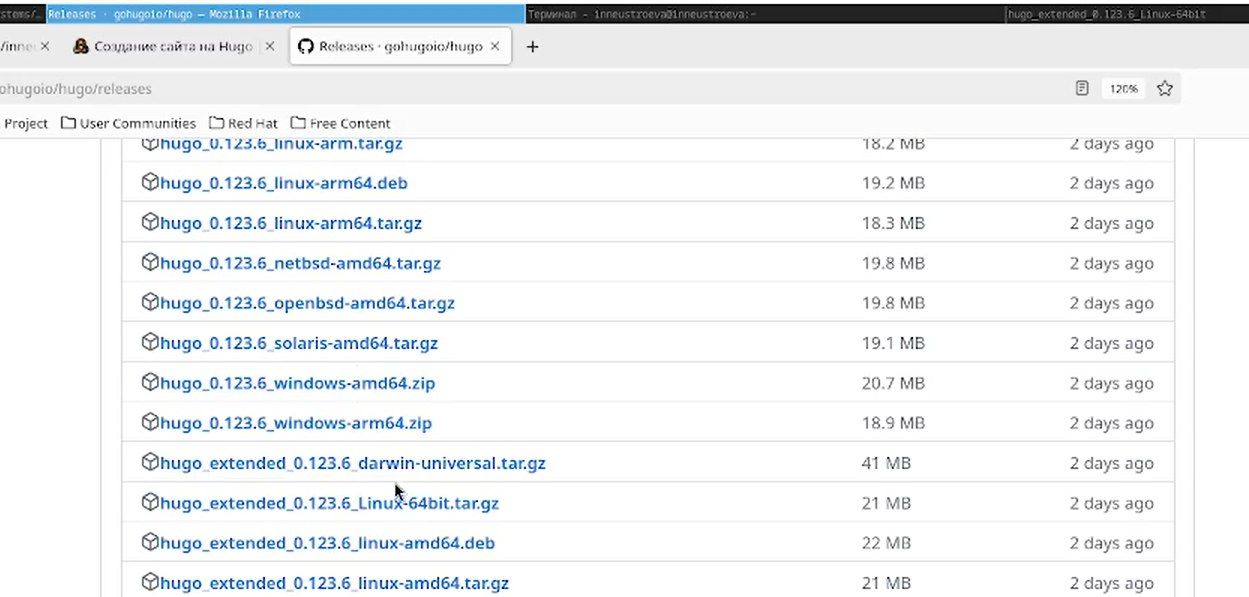 stems/… Releases · gohugoio/hugo — Mozilla Firefox Терминал - inneustroeva@inneustroeva:~ hugo_extended_0.123.6_Linux-64bit
/inne Создание сайта на Hugo Releases · gohugoio/hugo
ohugoio/hugo/releases 120%
Project User Communities Red Hat Free Content
hugo_0.123.6_linux-arm.tar.gz 18.2 MB 2 days ago
hugo_0.123.6_linux-arm64.deb 19.2 MB 2 days ago
hugo_0.123.6_linux-arm64.tar.gz 18.3 MB 2 days ago
hugo_0.123.6_netbsd-amd64.tar.gz 19.8 MB 2 days ago
hugo_0.123.6_openbsd-amd64.tar.gz 19.8 MB 2 days ago
hugo_0.123.6_solaris-amd64.tar.gz 19.1 MB 2 days ago
hugo_0.123.6_windows-amd64.zip 20.7 MB 2 days ago
hugo_0.123.6_windows-arm64.zip 18.9 MB 2 days ago
hugo_extended_0.123.6_darwin-universal.tar.gz 41 MB 2 days ago
hugo_extended_0.123.6_Linux-64bit.tar.gz 21 MB 2 days ago
hugo_extended_0.123.6_linux-amd64.deb 22 MB 2 days ago
hugo_extended_0.123.6_linux-amd64.tar.gz 21 MB 2 days ago